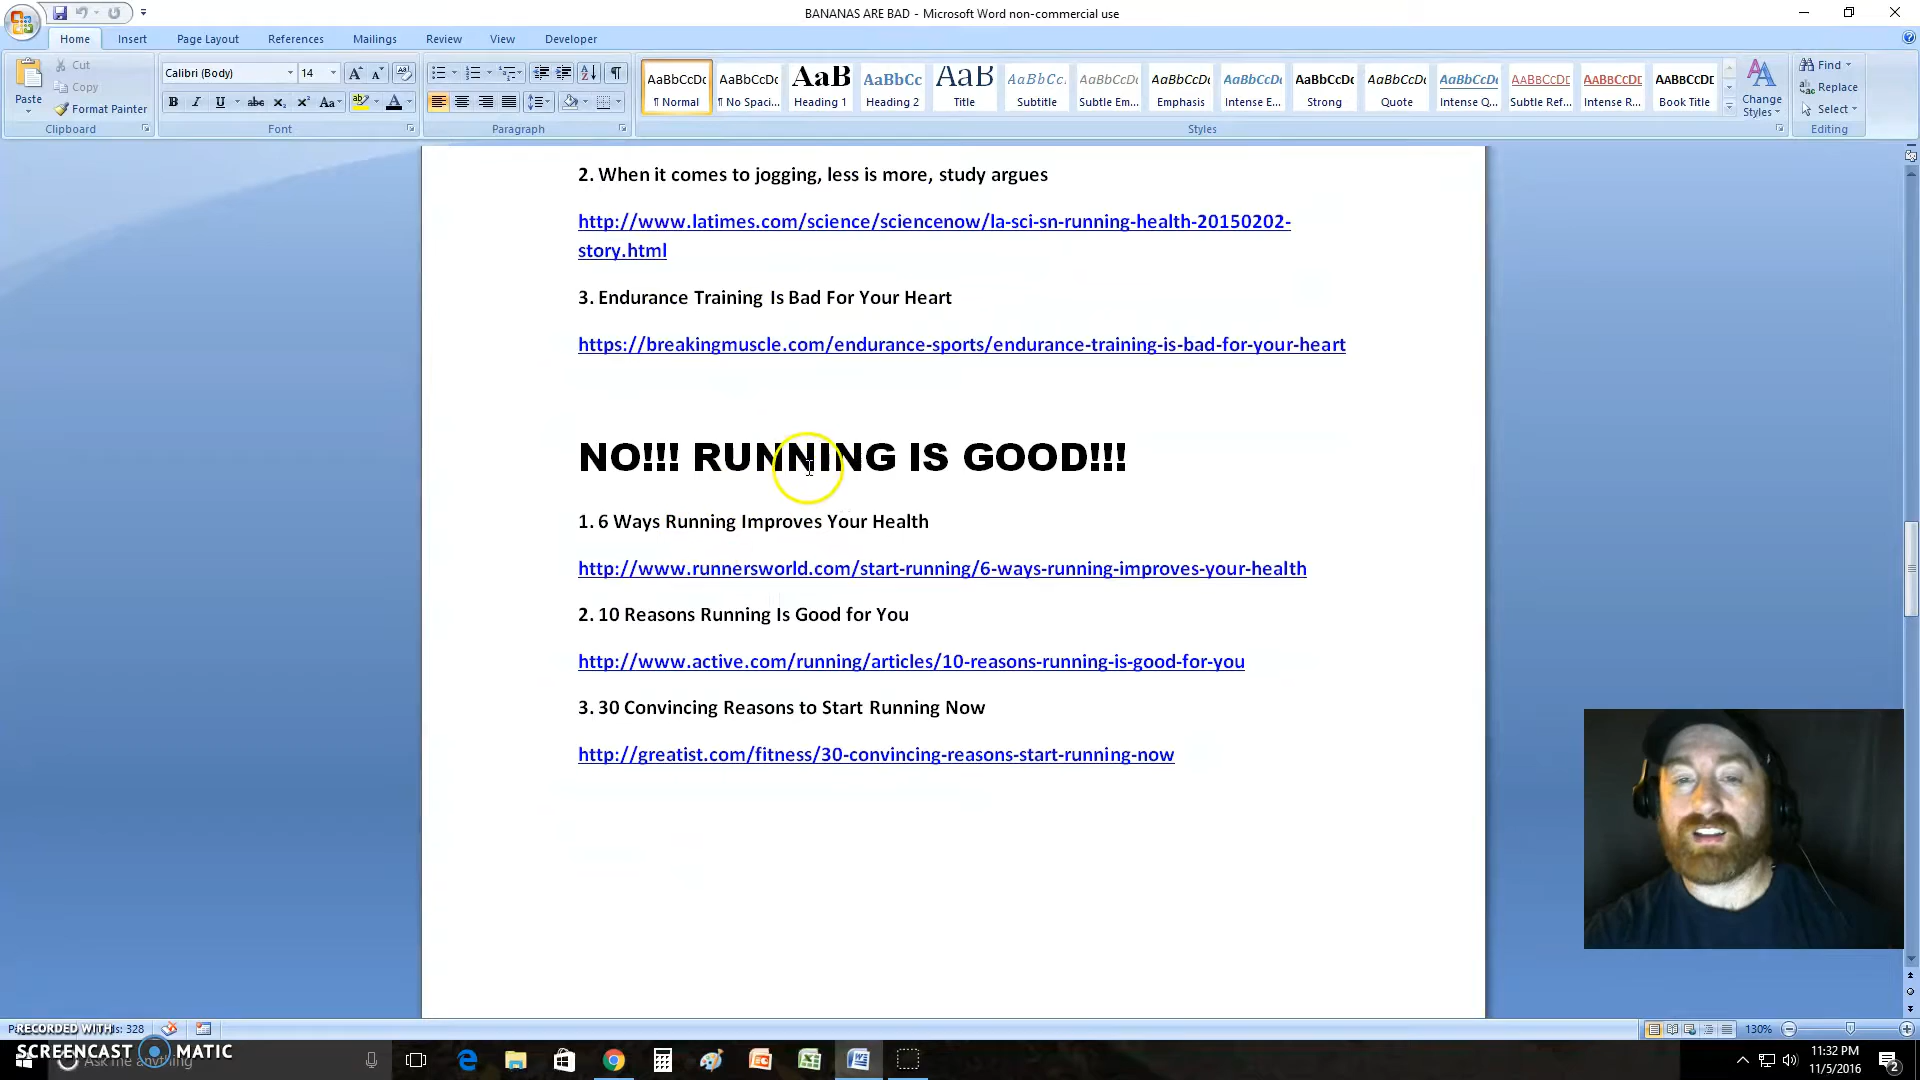 BANANAS ARE BAD - Microsoft Word non-commercial use
Home Insert Page Layout References Mailings Review View Developer
Paste
Cut
Copy
Format Painter
Clipboard
Calibri (Body) 14
Font
Paragraph
AaBbCcDc AaBbCcDc AaB AaBbCc AaB AaBbCc. AaBbCcDc AaBbCcDc AaBbCcDc AaBbCcDc AaBbCcDc AaBbCcDc AABBCCDE AABBCCDE AABBCCDE
¶ Normal ¶ No Spaci... Heading 1 Heading 2 Title Subtitle Subtle Em... Emphasis Intense E... Strong Quote Intense Q... Subtle Ref... Intense R... Book Title
Change Styles
Styles
Find
Replace
Select
Editing
2. When it comes to jogging, less is more, study argues
http://www.latimes.com/science/sciencenow/la-sci-sn-running-health-20150202-
story.html
3. Endurance Training Is Bad For Your Heart
https://breakingmuscle.com/endurance-sports/endurance-training-is-bad-for-your-heart
NO!!! RUNNING IS GOOD!!!
1. 6 Ways Running Improves Your Health
http://www.runnersworld.com/start-running/6-ways-running-improves-your-health
2. 10 Reasons Running Is Good for You
http://www.active.com/running/articles/10-reasons-running-is-good-for-you
3. 30 Convincing Reasons to Start Running Now
http://greatist.com/fitness/30-convincing-reasons-start-running-now
RECORDED WITH
328
130%
SCREENCAST MATIC
Ask me anything
11:32 PM
11/5/2016
2